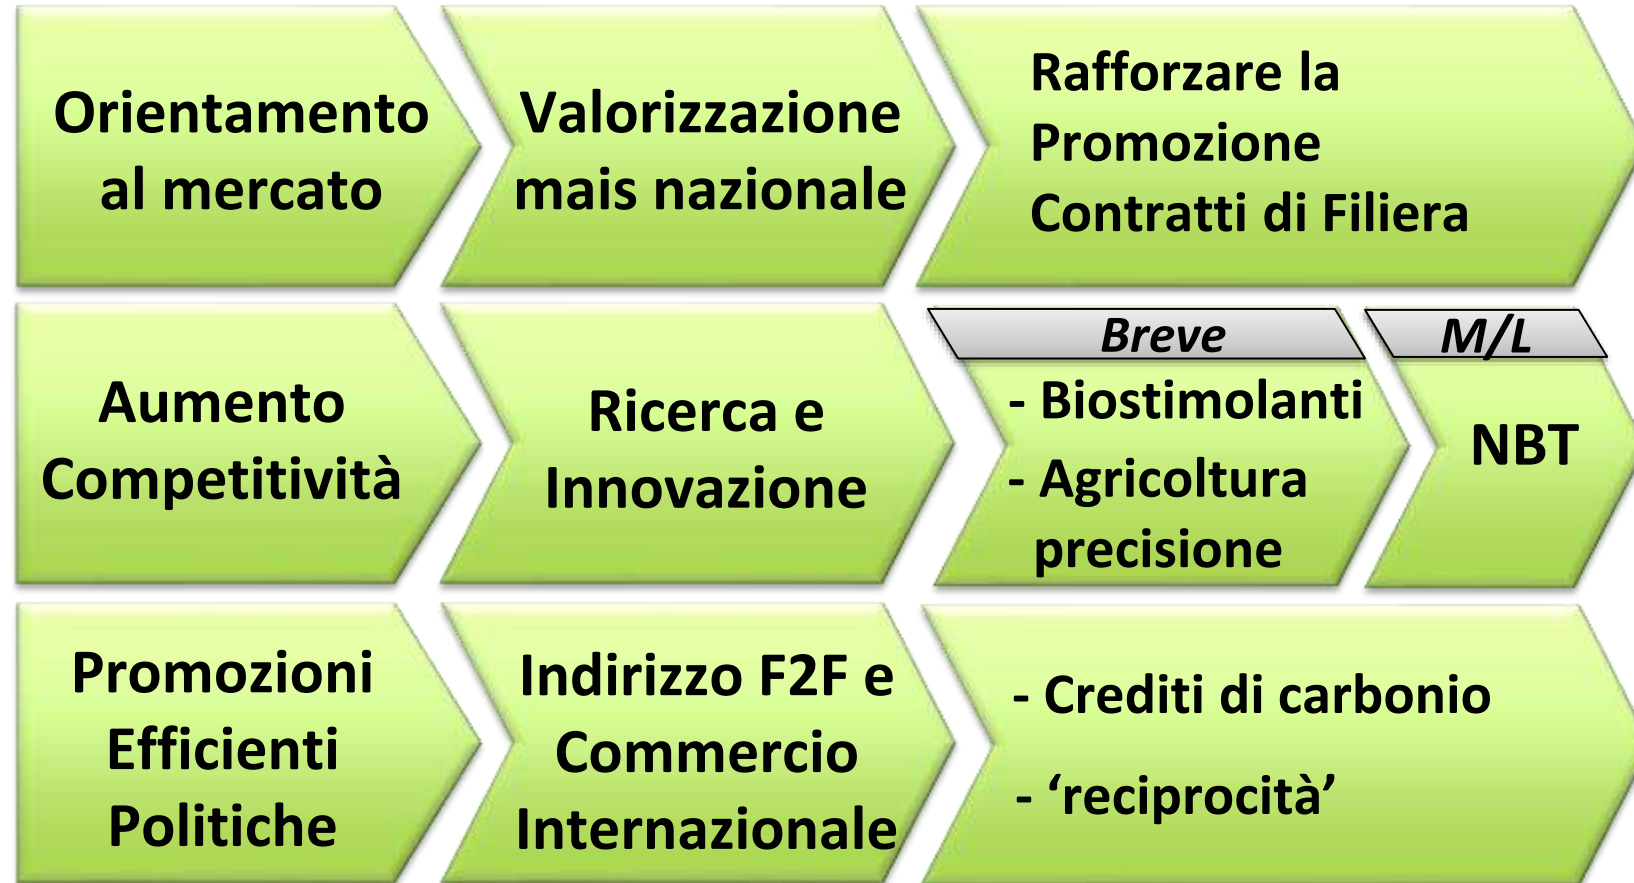 Orientamento
al mercato
Valorizzazione
mais nazionale
Rafforzare la
Promozione
Contratti di Filiera
Aumento
Competitività
Ricerca e
Innovazione
Breve
- Biostimolanti
- Agricoltura
precisione
M/L
NBT
Promozioni
Efficienti
Politiche
Indirizzo F2F e
Commercio
Internazionale
- Crediti di carbonio
- ‘reciprocità’